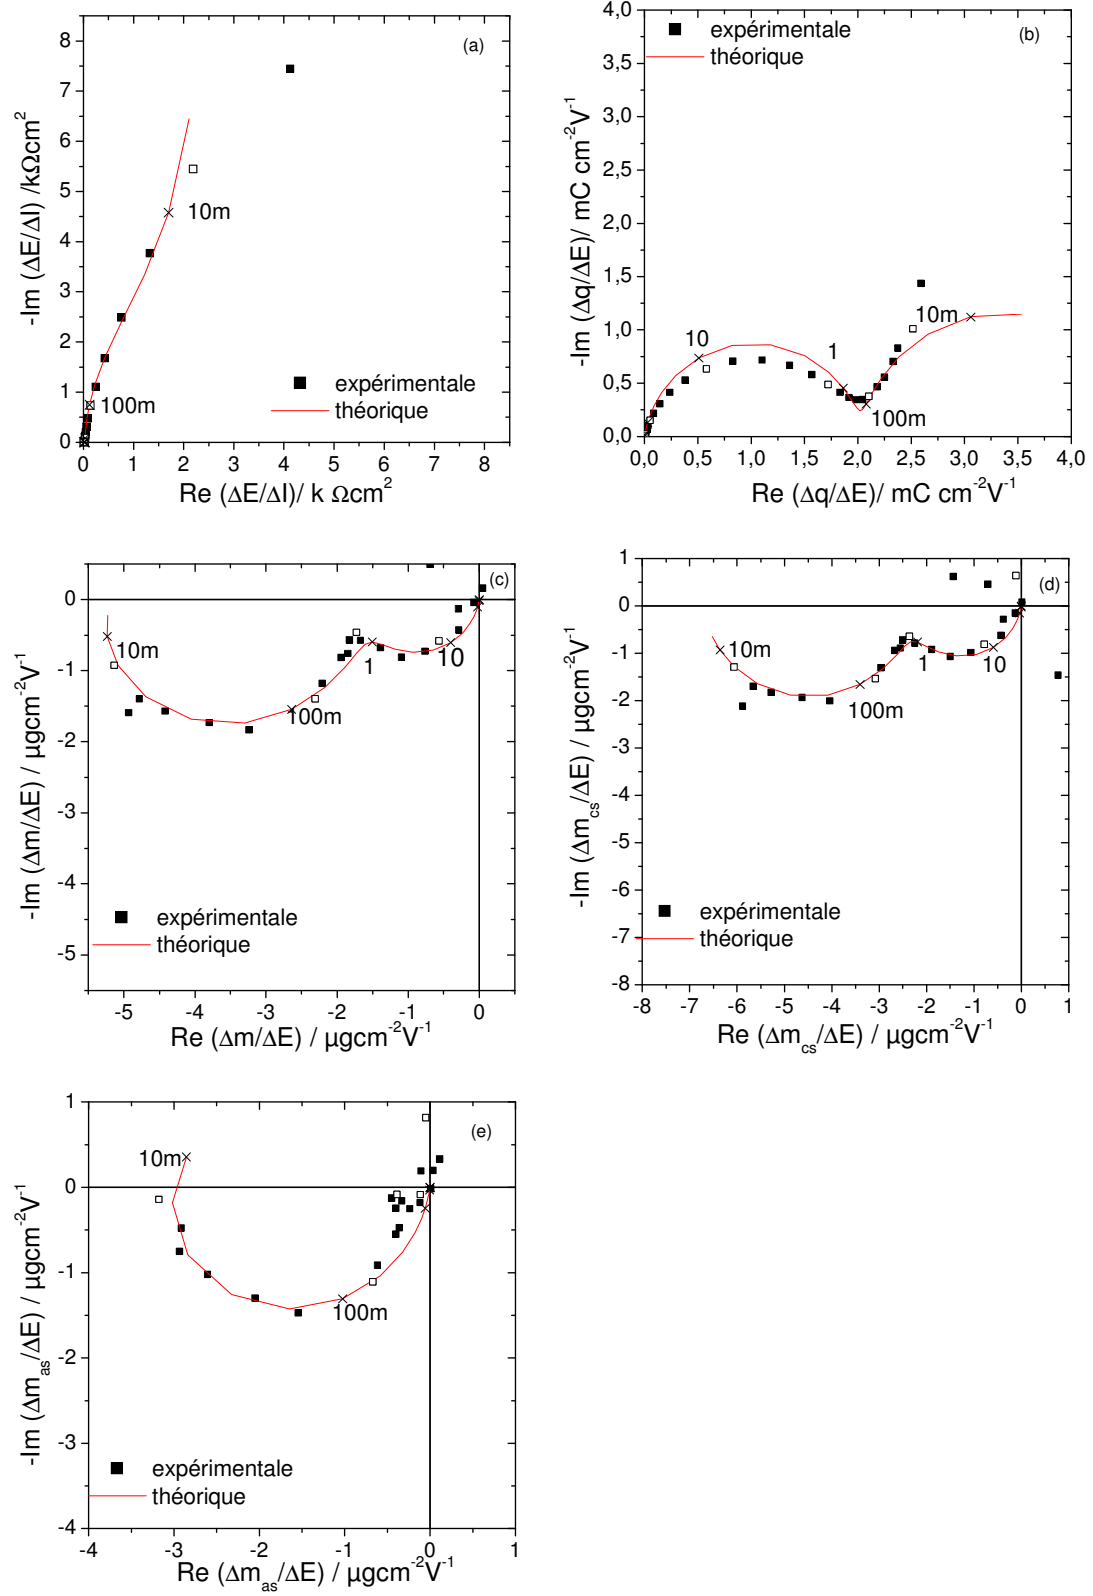 (a)
-Im (ΔE/ΔI) /kΩcm²
8
7
6
5
4
3
2
1
0
10m
100m
■ expérimentale
théorique
0 1 2 3 4 5 6 7 8
Re (ΔE/ΔI)/ k Ωcm²
(b)
-Im (Δq/ΔE)/ mC cm⁻²V⁻¹
4,0
3,5
3,0
2,5
2,0
1,5
1,0
0,5
0,0
■ expérimentale
théorique
10
1
10m
100m
0,0 0,5 1,0 1,5 2,0 2,5 3,0 3,5 4,0
Re (Δq/ΔE)/ mC cm⁻²V⁻¹
(c)
-Im (Δm/ΔE) / µgcm⁻²V⁻¹
0
-1
-2
-3
-4
-5
10m
1
10
100m
■ expérimentale
théorique
-5 -4 -3 -2 -1 0
Re (Δm/ΔE) / µgcm⁻²V⁻¹
(d)
-Im (Δm_cs/ΔE) / µgcm⁻²V⁻¹
1
0
-1
-2
-3
-4
-5
-6
-7
-8
10m
1
10
100m
■ expérimentale
théorique
-8 -7 -6 -5 -4 -3 -2 -1 0 1
Re (Δm_cs/ΔE) / µgcm⁻²V⁻¹
(e)
-Im (Δm_as/ΔE) / µgcm⁻²V⁻¹
1
0
-1
-2
-3
-4
10m
100m
■ expérimentale
théorique
-4 -3 -2 -1 0 1
Re (Δm_as/ΔE) / µgcm⁻²V⁻¹